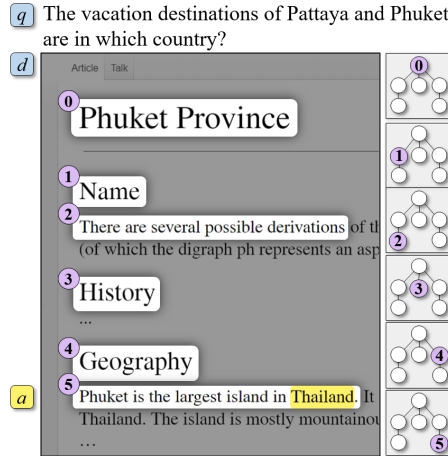 q The vacation destinations of Pattaya and Phuket
are in which country?
d
Article Talk
0
Phuket Province
0
1
Name
1
2
There are several possible derivations of th
(of which the digraph ph represents an asp
2
3
History
3
...
4
Geography
4
5
a Phuket is the largest island in Thailand. It
Thailand. The island is mostly mountainou
...
5